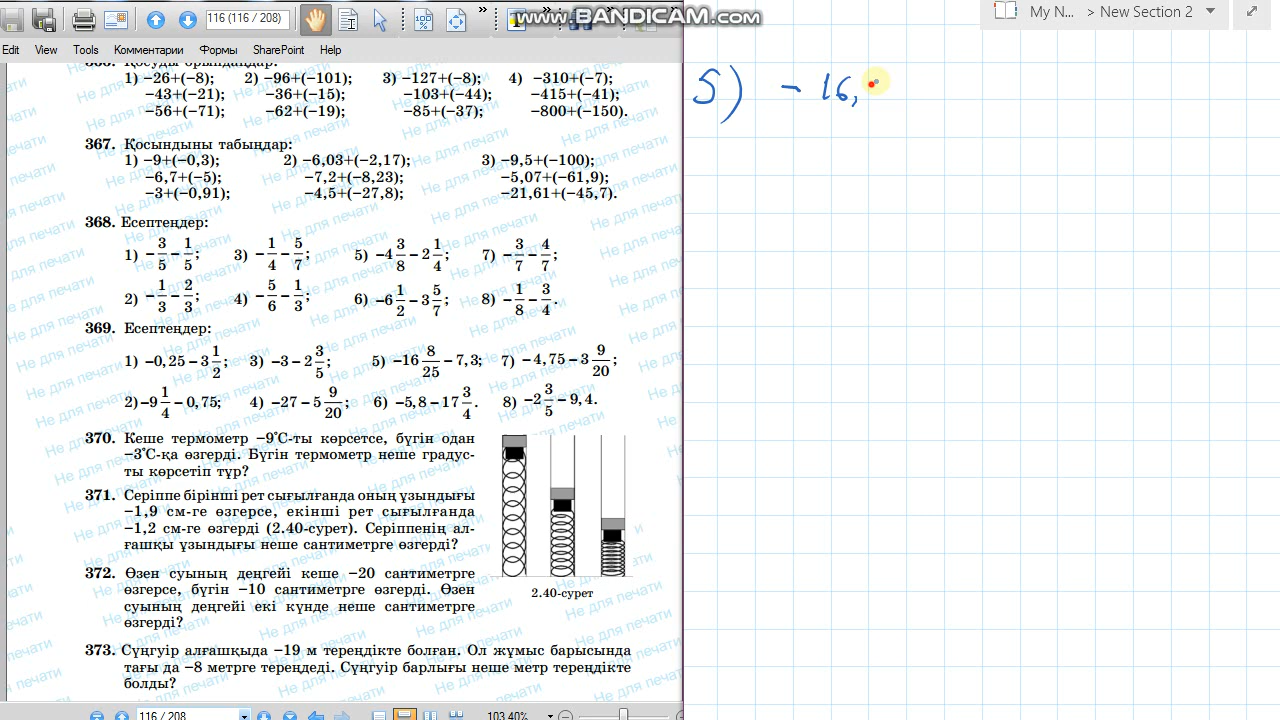 116 (116 / 208)
www.BANDICAM.com
My N... > New Section 2
Edit View Tools Комментарии Формы SharePoint Help
366. Қосуды орындаңдар:
1) −26+(−8); 2) −96+(−101); 3) −127+(−8); 4) −310+(−7);
−43+(−21); −36+(−15); −103+(−44); −415+(−41);
−56+(−71); −62+(−19); −85+(−37); −800+(−150).
367. Қосындыны табыңдар:
1) −9+(−0,3); 2) −6,03+(−2,17); 3) −9,5+(−100);
−6,7+(−5); −7,2+(−8,23); −5,07+(−61,9);
−3+(−0,91); −4,5+(−27,8); −21,61+(−45,7).
368. Есептеңдер:
1) −3/5−1/5; 3) −1/4−5/7; 5) −4 3/8−2 1/4; 7) −3/7−4/7;
2) −1/3−2/3; 4) −5/6−1/3; 6) −6 1/2−3 5/7; 8) −1/8−3/4.
369. Есептеңдер:
1) −0,25−3 1/2; 3) −3−2 3/5; 5) −16 8/25−7,3; 7) −4,75−3 9/20;
2) −9 1/4−0,75; 4) −27−5 9/20; 6) −5,8−17 3/4. 8) −2 3/5−9,4.
370. Кеше термометр −9°С-ты көрсетсе, бүгін одан
−3°С-қа өзгерді. Бүгін термометр неше градус-
ты көрсетіп тұр?
371. Серіппе бірінші рет сығылғанда оның ұзындығы
−1,9 см-ге өзгерсе, екінші рет сығылғанда
−1,2 см-ге өзгерді (2.40-сурет). Серіппенің ал-
ғашқы ұзындығы неше сантиметрге өзгерді?
372. Өзен суының деңгейі кеше −20 сантиметрге
өзгерсе, бүгін −10 сантиметрге өзгерді. Өзен
суының деңгейі екі күнде неше сантиметрге
өзгерді?
2.40-сурет
373. Сүңгуір алғашқыда −19 м тереңдікте болған. Ол жұмыс барысында
тағы да −8 метрге тереңдеді. Сүңгуір барлығы неше метр тереңдікте
болды?
Не для печати
116 / 208
103,40%
5) −16,